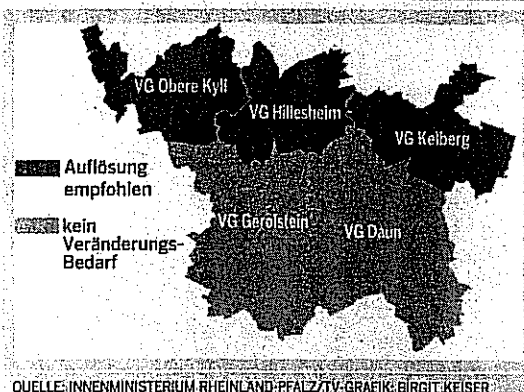 VG Obere Kyll
VG Hillesheim
VG Kelberg
Auflösung
empfohlen
VG Gerolstein
VG Daun
kein
Veränderungs-
Bedarf
QUELLE: INNENMINISTERIUM RHEINLAND-PFALZ/TV-GRAFIK: BIRGIT KEISER